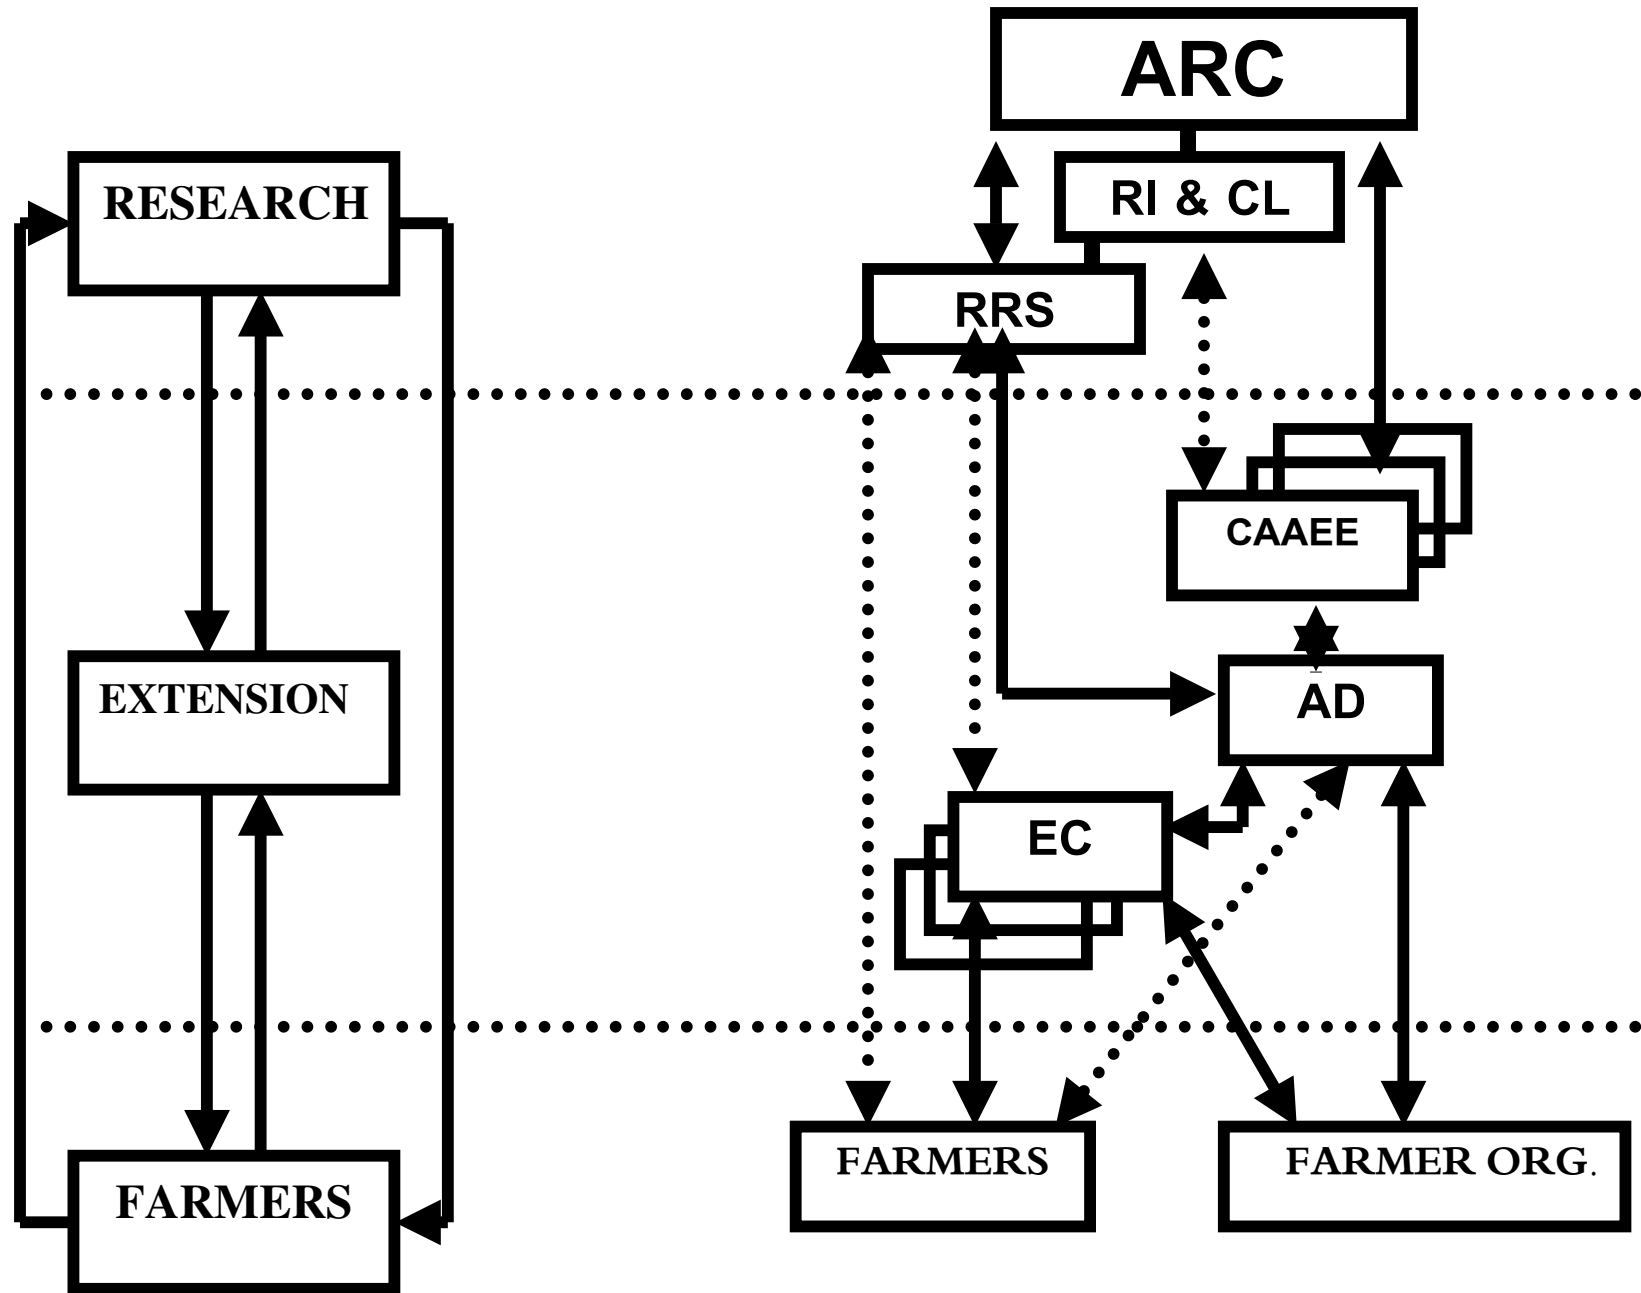 ARC
RESEARCH
RI & CL
RRS
CAAEE
EXTENSION
AD
EC
FARMERS
FARMERS
FARMER ORG.